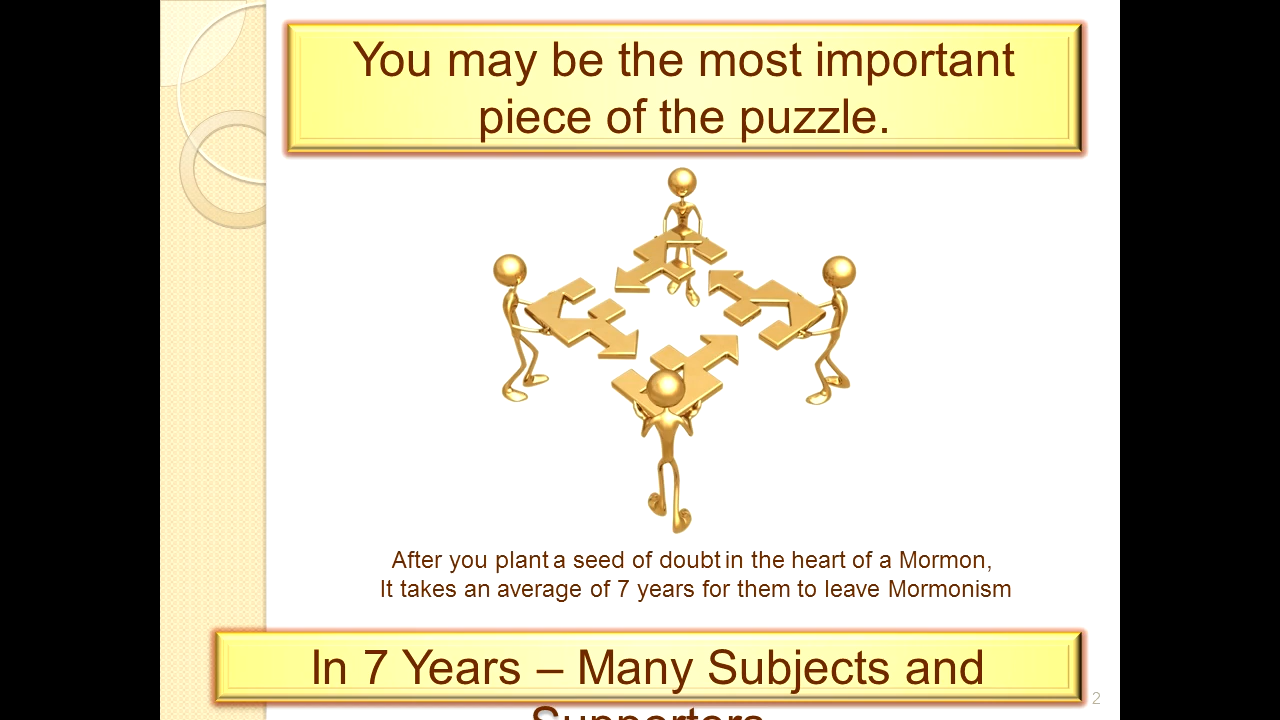 You may be the most important
piece of the puzzle.
After you plant a seed of doubt in the heart of a Mormon,
It takes an average of 7 years for them to leave Mormonism
In 7 Years – Many Subjects and
Supporters
2